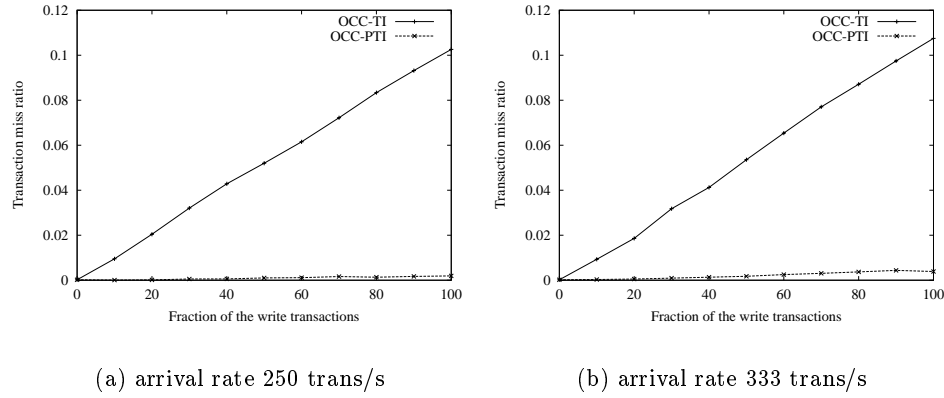 0.12
0.1
0.08
0.06
0.04
0.02
0
Transaction miss ratio
OCC-TI
OCC-PTI
0 20 40 60 80 100
Fraction of the write transactions
(a) arrival rate 250 trans/s
0.12
0.1
0.08
0.06
0.04
0.02
0
Transaction miss ratio
OCC-TI
OCC-PTI
0 20 40 60 80 100
Fraction of the write transactions
(b) arrival rate 333 trans/s